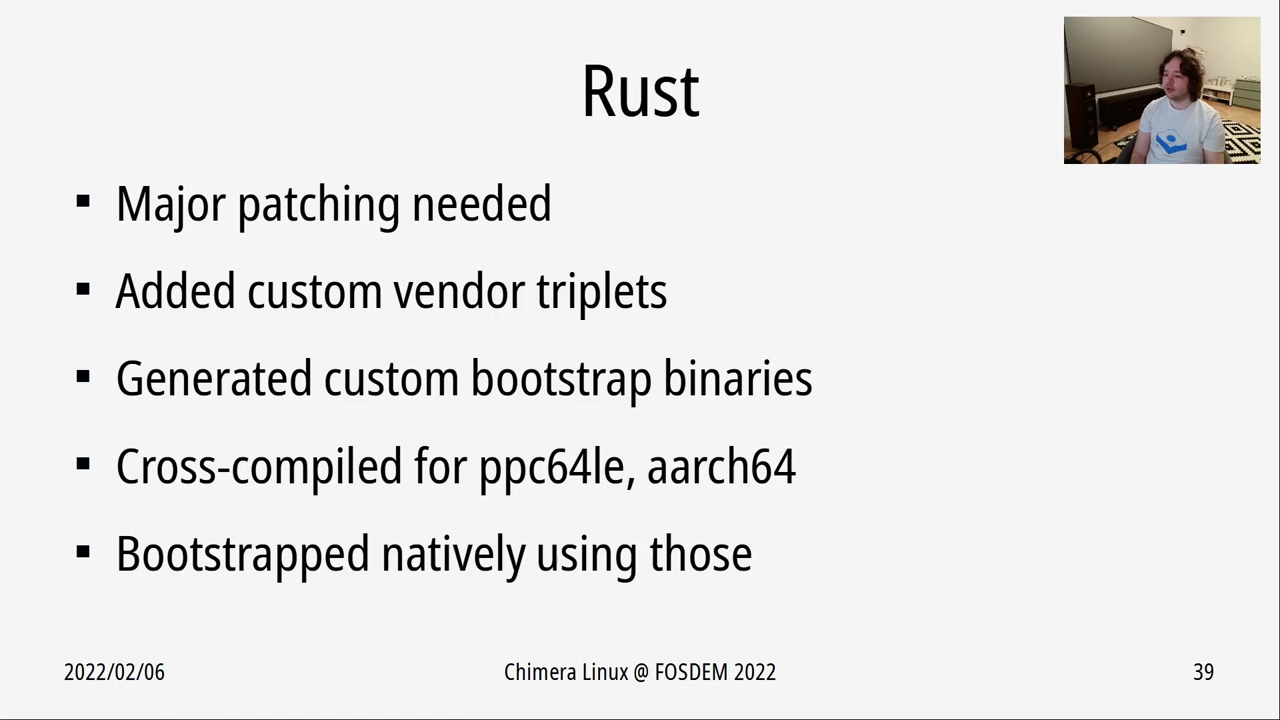 Rust
▪ Major patching needed
▪ Added custom vendor triplets
▪ Generated custom bootstrap binaries
▪ Cross-compiled for ppc64le, aarch64
▪ Bootstrapped natively using those
2022/02/06
Chimera Linux @ FOSDEM 2022
39